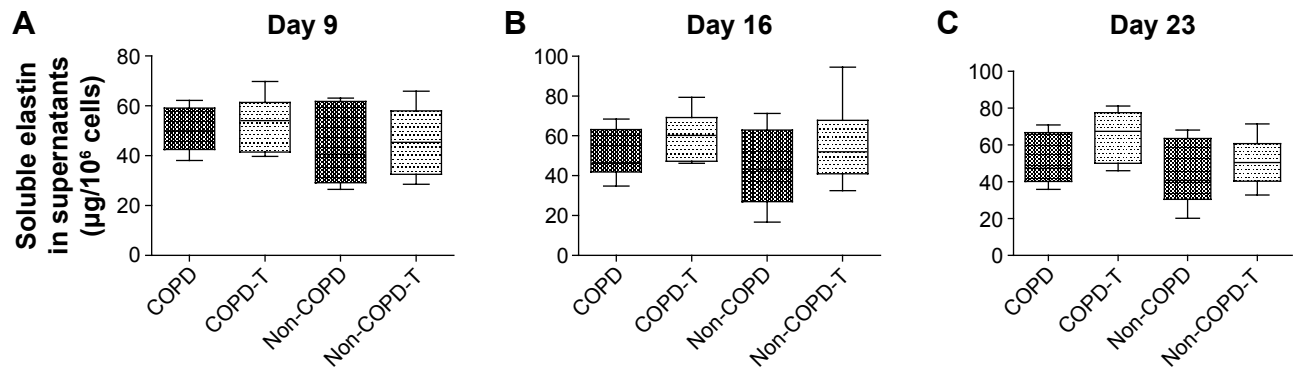 A
Day 9
Soluble elastin
in supernatants
(µg/10⁶ cells)
80
60
40
20
0
COPD
COPD-T
Non-COPD
Non-COPD-T
B
Day 16
100
80
60
40
20
0
COPD
COPD-T
Non-COPD
Non-COPD-T
C
Day 23
100
80
60
40
20
0
COPD
COPD-T
Non-COPD
Non-COPD-T